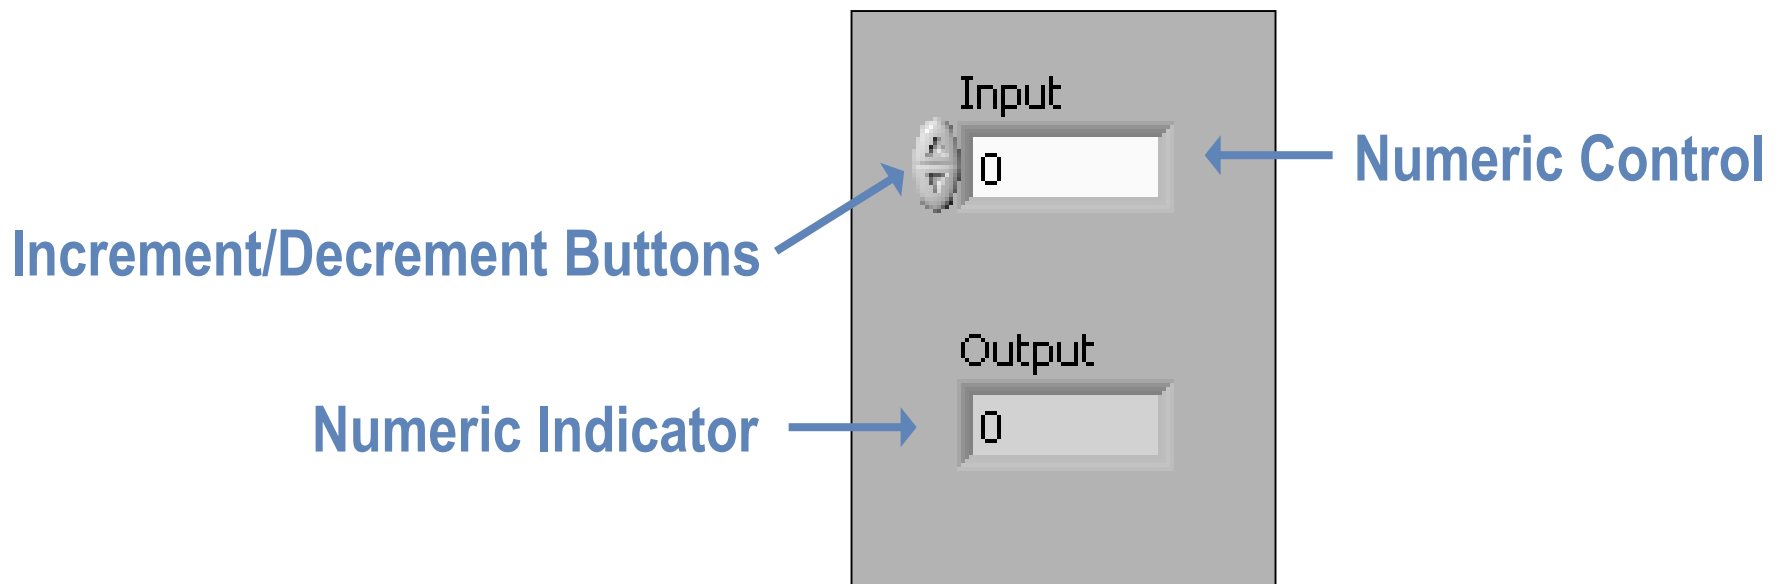 Input
0
Numeric Control
Increment/Decrement Buttons
Output
Numeric Indicator
0